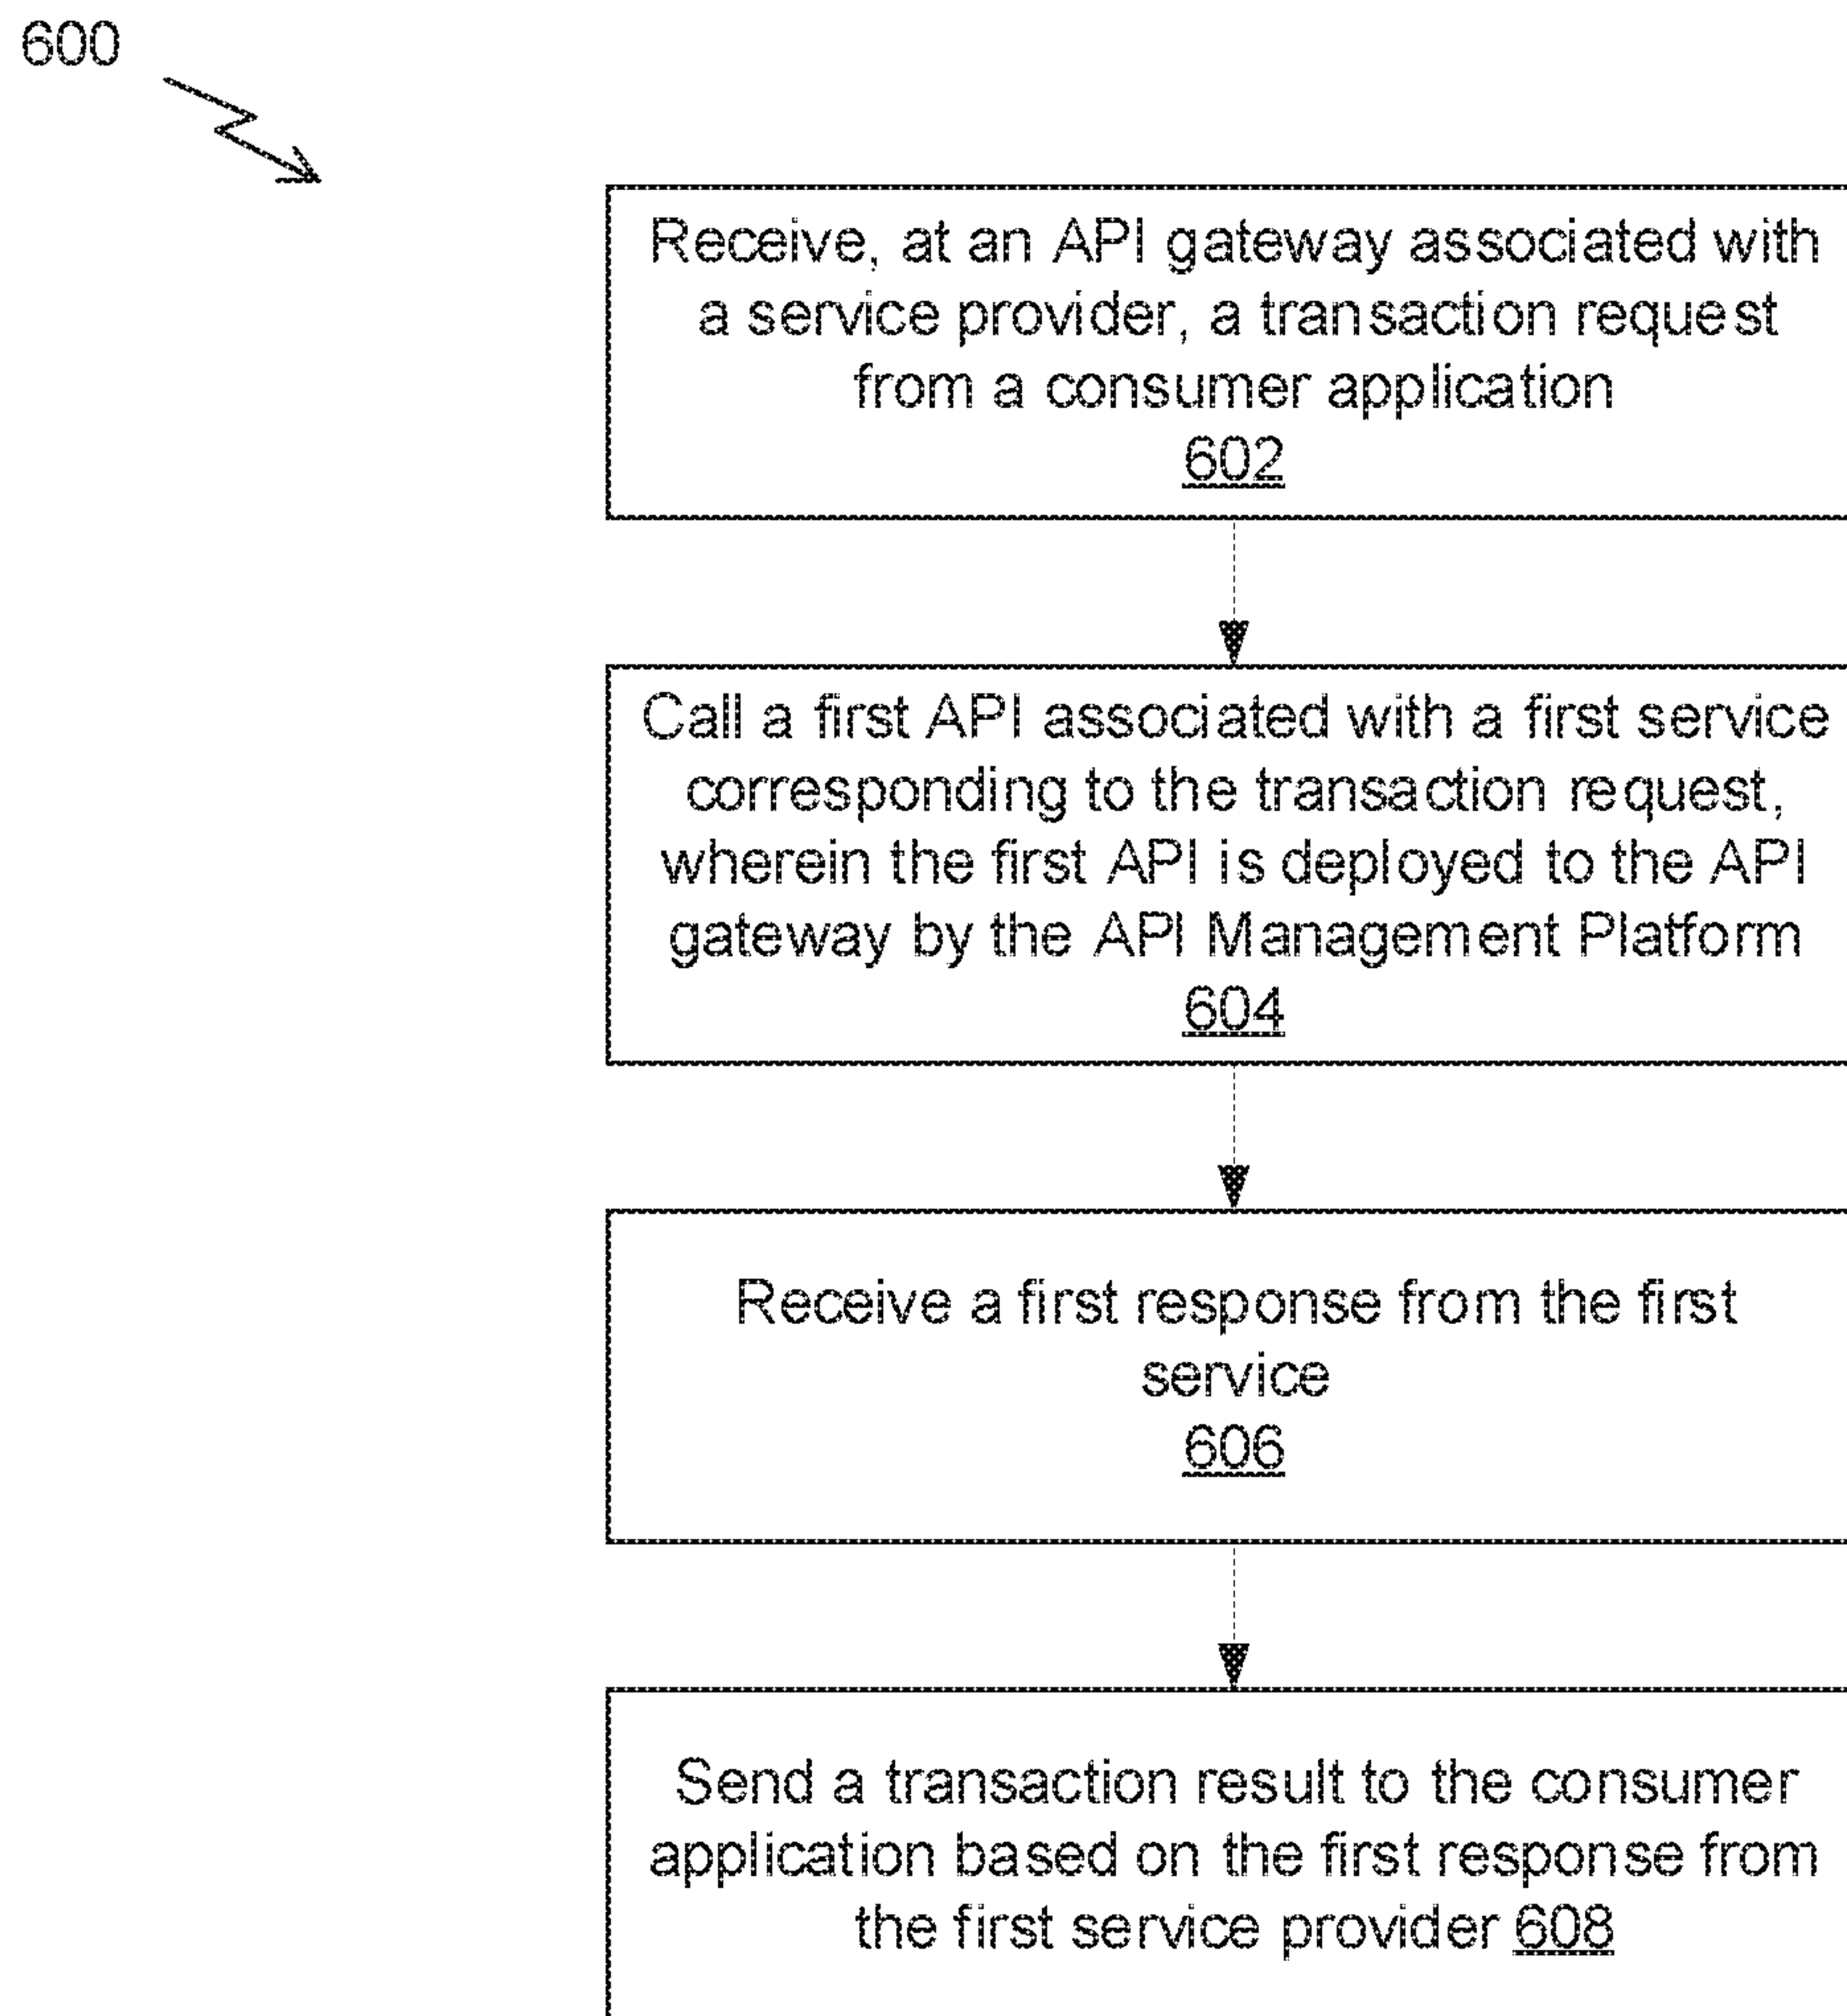 600
Receive, at an API gateway associated with
a service provider, a transaction request
from a consumer application
602
Call a first API associated with a first service
corresponding to the transaction request,
wherein the first API is deployed to the API
gateway by the API Management Platform
604
Receive a first response from the first
service
606
Send a transaction result to the consumer
application based on the first response from
the first service provider 608